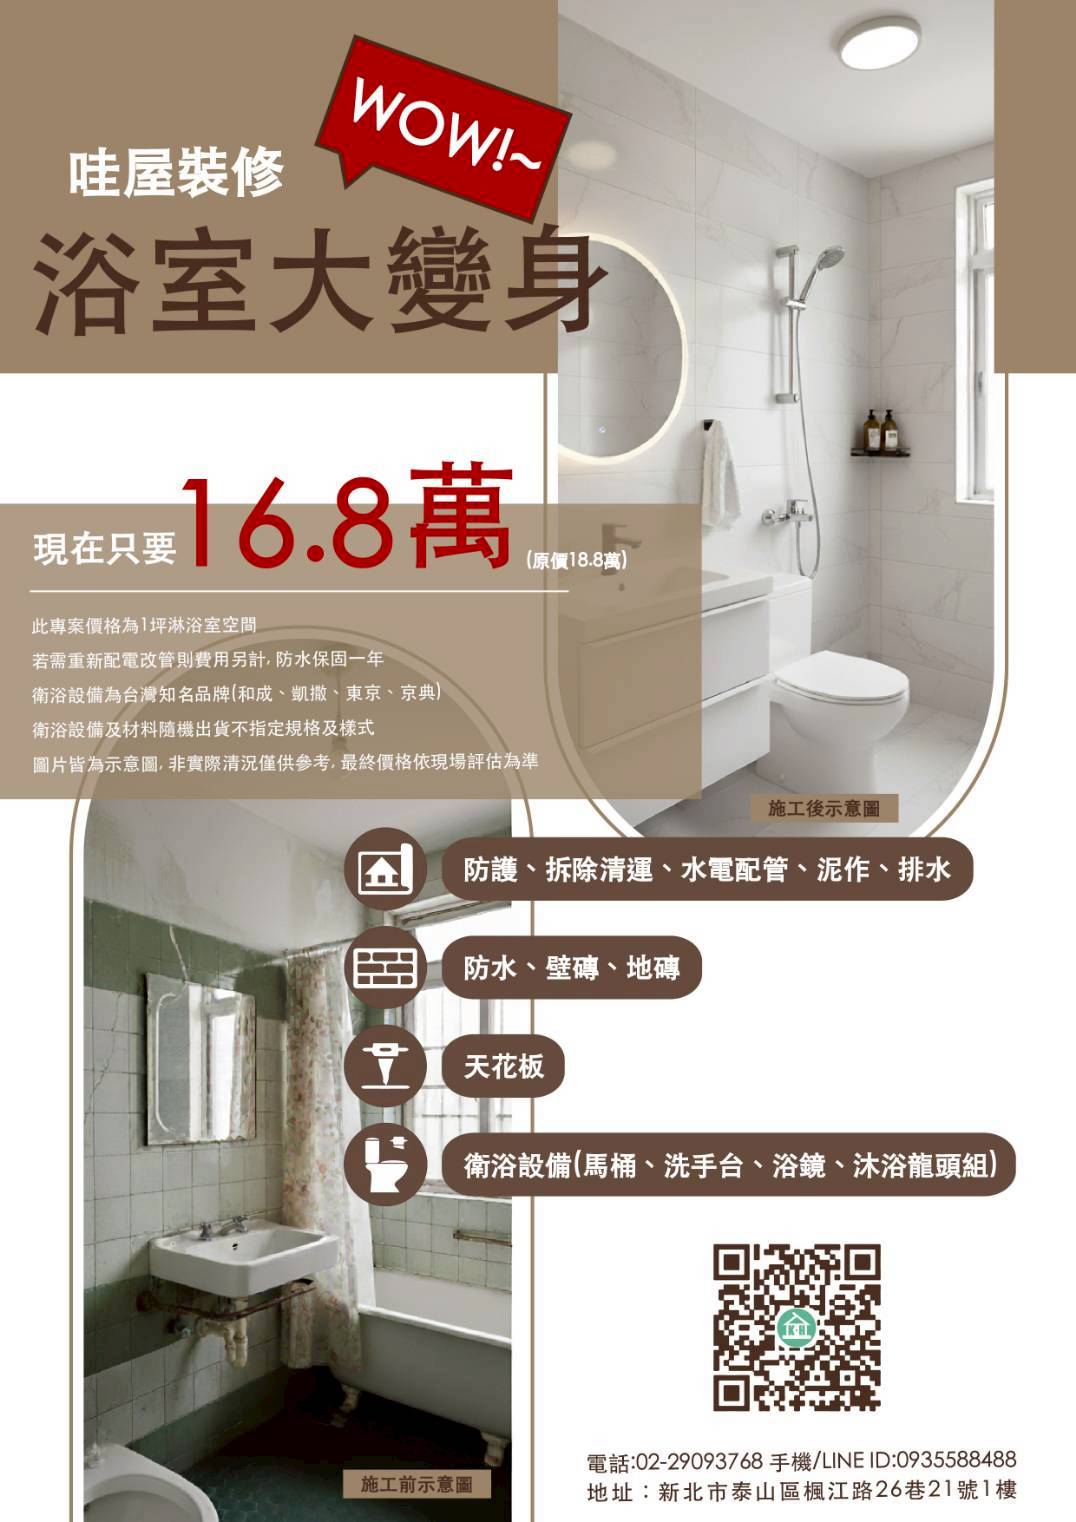 WOW!~
哇屋裝修
浴室大變身
現在只要16.8萬(原價18.8萬)
此專案價格為1坪淋浴室空間
若需重新配電改管則費用另計, 防水保固一年
衛浴設備為台灣知名品牌(和成、凱撒、東京、京典)
衛浴設備及材料隨機出貨不指定規格及樣式
圖片皆為示意圖, 非實際清況僅供參考, 最終價格依現場評估為準
施工後示意圖
防護、拆除清運、水電配管、泥作、排水
防水、壁磚、地磚
天花板
衛浴設備(馬桶、洗手台、浴鏡、沐浴龍頭組)
施工前示意圖
電話:02-29093768 手機/LINE ID:0935588488
地址：新北市泰山區楓江路26巷21號1樓